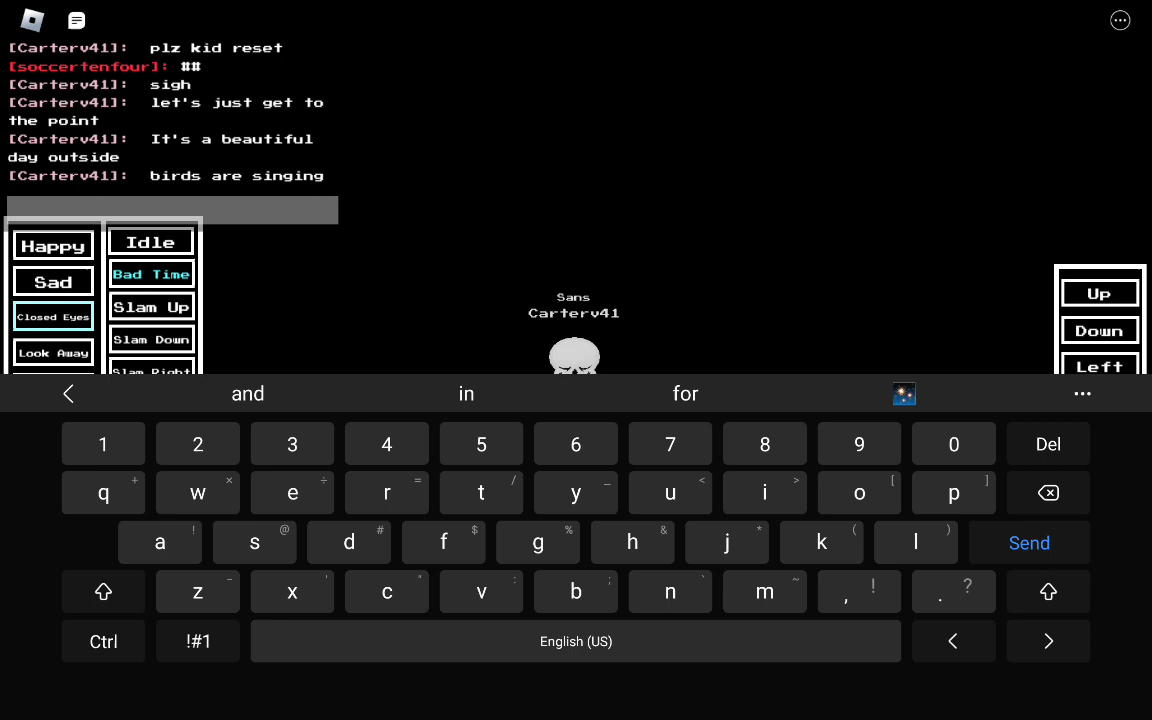 [Carterv41]: plz kid reset
[soccertenfour]: ##
[Carterv41]: sigh
[Carterv41]: let's just get to
the point
[Carterv41]: It's a beautiful
day outside
[Carterv41]: birds are singing
Happy
Idle
Sad
Bad Time
Closed Eyes
Slam Up
Look Away
Slam Down
Slam Right
Sans
Carterv41
Up
Down
Left
and in for
1 2 3 4 5 6 7 8 9 0 Del
q + w × e ÷ r = t / y _ u < i > o [ p ]
a ! s @ d # f $ g % h & j * k ( l ) Send
z - x ' c " v : b ; n ` m ~ , ! . ?
Ctrl !#1 English (US) < >